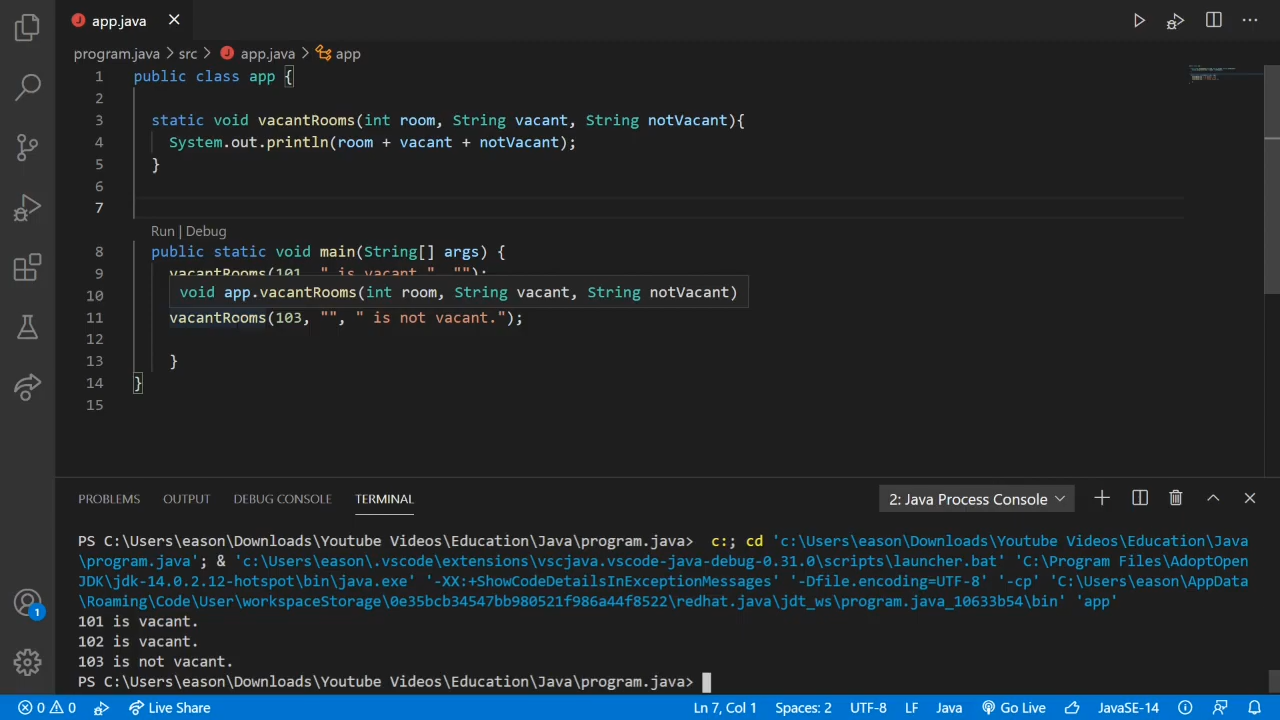 app.java
program.java > src > app.java > app
1 public class app {
2
3 static void vacantRooms(int room, String vacant, String notVacant){
4 System.out.println(room + vacant + notVacant);
5 }
6
7
Run | Debug
8 public static void main(String[] args) {
9 vacantRooms(101, " is vacant.", "");
void app.vacantRooms(int room, String vacant, String notVacant)
10
11 vacantRooms(103, "", " is not vacant.");
12
13 }
14 }
15
PROBLEMS OUTPUT DEBUG CONSOLE TERMINAL 2: Java Process Console
PS C:\Users\eason\Downloads\Youtube Videos\Education\Java\program.java> c:; cd 'c:\Users\eason\Downloads\Youtube Videos\Education\Java
\program.java'; & 'c:\Users\eason\.vscode\extensions\vscjava.vscode-java-debug-0.31.0\scripts\launcher.bat' 'C:\Program Files\AdoptOpen
JDK\jdk-14.0.2.12-hotspot\bin\java.exe' '-XX:+ShowCodeDetailsInExceptionMessages' '-Dfile.encoding=UTF-8' '-cp' 'C:\Users\eason\AppData
\Roaming\Code\User\workspaceStorage\0e35bcb34547bb980521f986a44f8522\redhat.java\jdt_ws\program.java_10633b54\bin' 'app'
101 is vacant.
102 is vacant.
103 is not vacant.
PS C:\Users\eason\Downloads\Youtube Videos\Education\Java\program.java>
1
0 0 Live Share Ln 7, Col 1 Spaces: 2 UTF-8 LF Java Go Live JavaSE-14